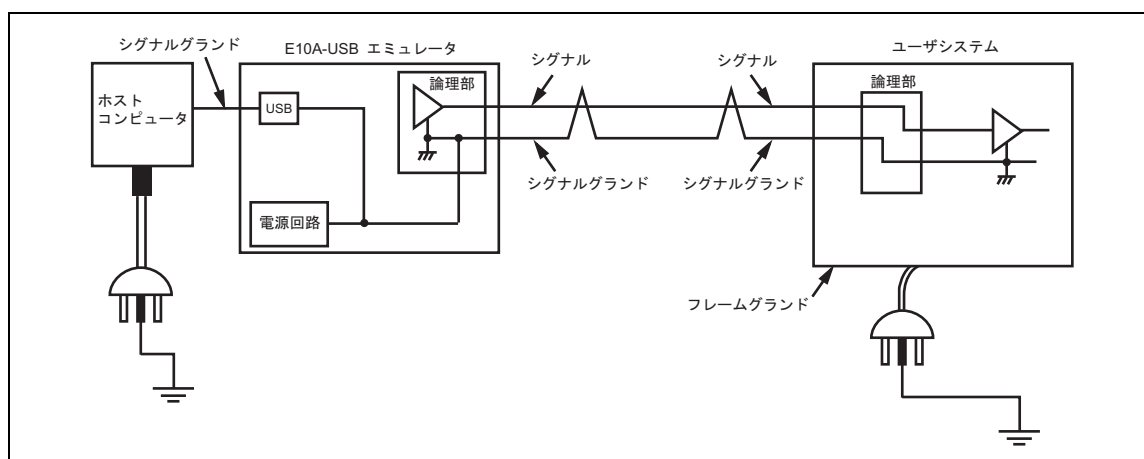 シグナルグランド
E10A-USB エミュレータ
シグナル
シグナル
ユーザシステム
ホスト
コンピュータ
USB
論理部
論理部
シグナルグランド
シグナルグランド
電源回路
フレームグランド